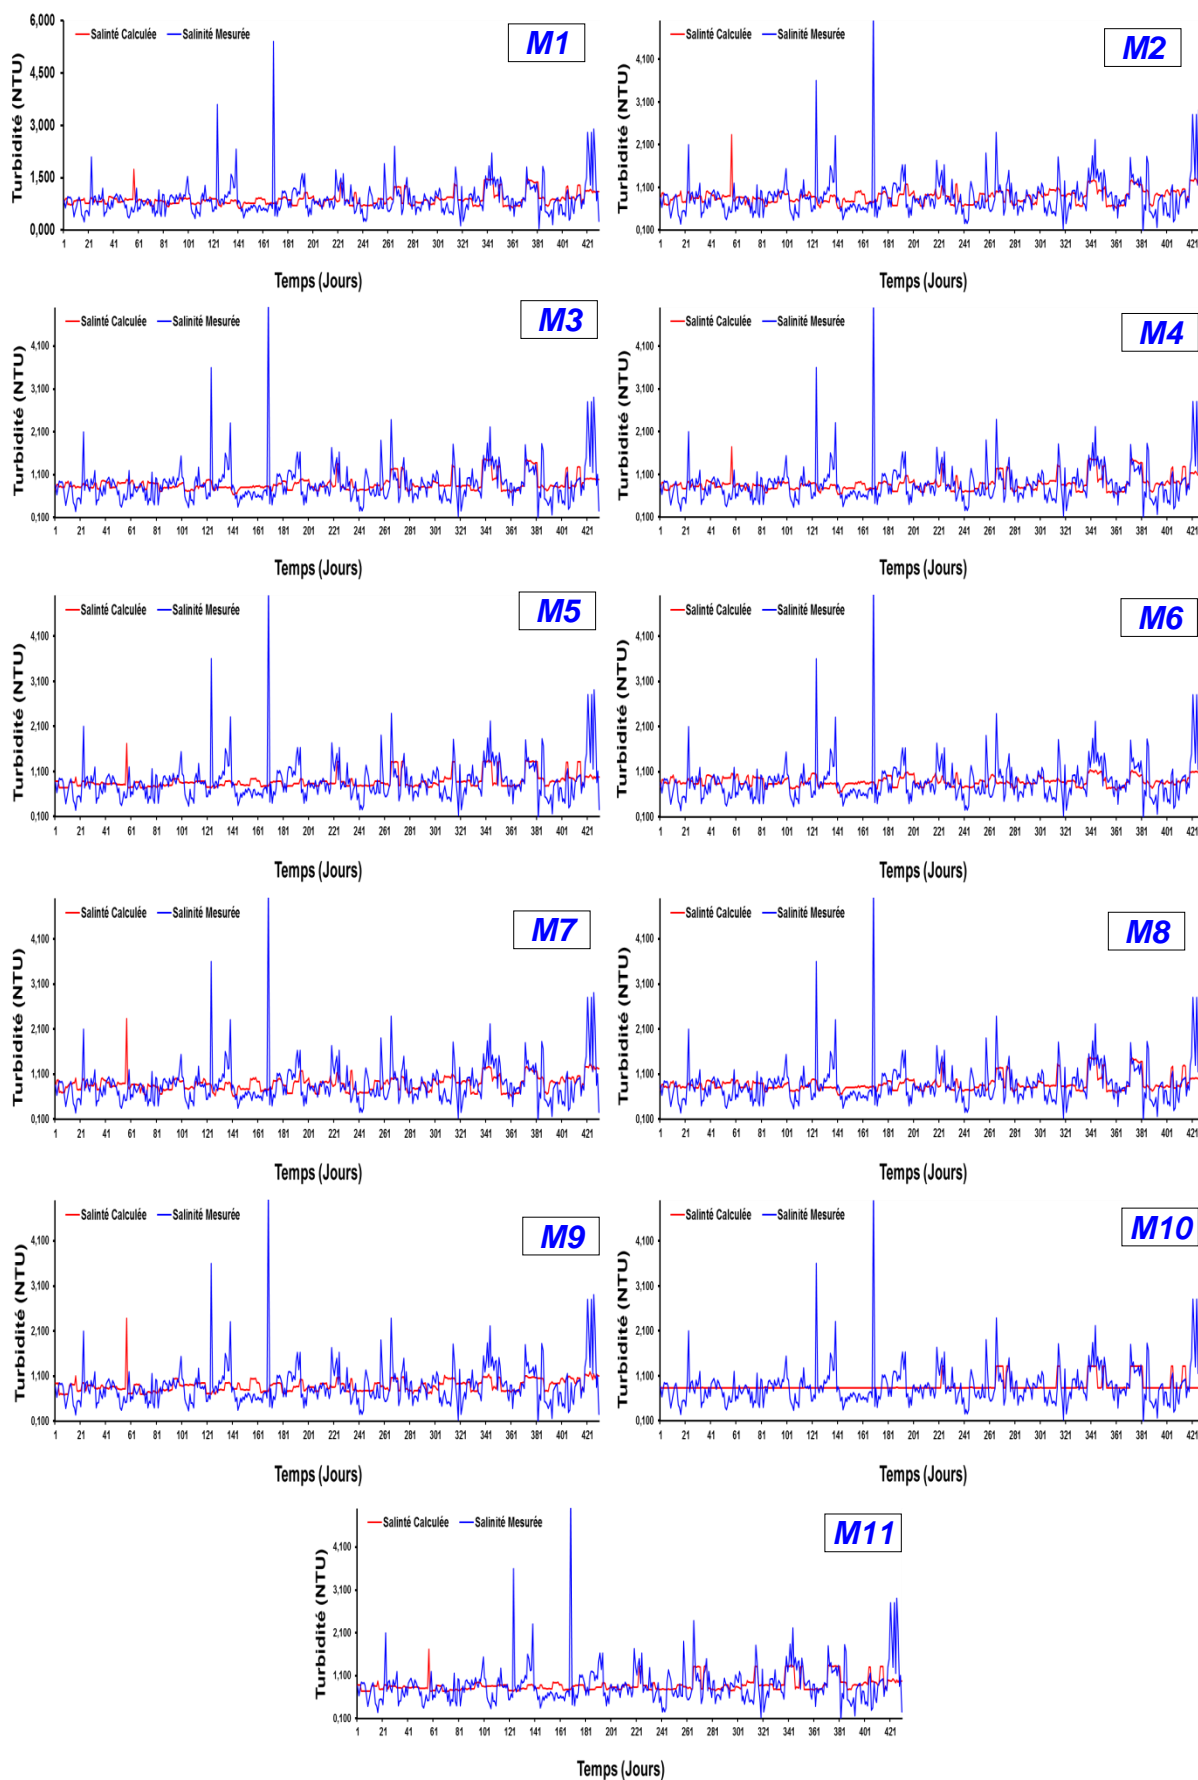 Salinté Calculée Salinité Mesurée
M1
Turbidité (NTU)
6,000
4,500
3,000
1,500
0,000
1 21 41 61 81 101 121 141 161 181 201 221 241 261 281 301 321 341 361 381 401 421
Temps (Jours)
Salinté Calculée Salinité Mesurée
M2
Turbidité (NTU)
4,100
3,100
2,100
1,100
0,100
1 21 41 61 81 101 121 141 161 181 201 221 241 261 281 301 321 341 361 381 401 421
Temps (Jours)
Salinté Calculée Salinité Mesurée
M3
Turbidité (NTU)
4,100
3,100
2,100
1,100
0,100
1 21 41 61 81 101 121 141 161 181 201 221 241 261 281 301 321 341 361 381 401 421
Temps (Jours)
Salinté Calculée Salinité Mesurée
M4
Turbidité (NTU)
4,100
3,100
2,100
1,100
0,100
1 21 41 61 81 101 121 141 161 181 201 221 241 261 281 301 321 341 361 381 401 421
Temps (Jours)
Salinté Calculée Salinité Mesurée
M5
Turbidité (NTU)
4,100
3,100
2,100
1,100
0,100
1 21 41 61 81 101 121 141 161 181 201 221 241 261 281 301 321 341 361 381 401 421
Temps (Jours)
Salinté Calculée Salinité Mesurée
M6
Turbidité (NTU)
4,100
3,100
2,100
1,100
0,100
1 21 41 61 81 101 121 141 161 181 201 221 241 261 281 301 321 341 361 381 401 421
Temps (Jours)
Salinté Calculée Salinité Mesurée
M7
Turbidité (NTU)
4,100
3,100
2,100
1,100
0,100
1 21 41 61 81 101 121 141 161 181 201 221 241 261 281 301 321 341 361 381 401 421
Temps (Jours)
Salinté Calculée Salinité Mesurée
M8
Turbidité (NTU)
4,100
3,100
2,100
1,100
0,100
1 21 41 61 81 101 121 141 161 181 201 221 241 261 281 301 321 341 361 381 401 421
Temps (Jours)
Salinté Calculée Salinité Mesurée
M9
Turbidité (NTU)
4,100
3,100
2,100
1,100
0,100
1 21 41 61 81 101 121 141 161 181 201 221 241 261 281 301 321 341 361 381 401 421
Temps (Jours)
Salinté Calculée Salinité Mesurée
M10
Turbidité (NTU)
4,100
3,100
2,100
1,100
0,100
1 21 41 61 81 101 121 141 161 181 201 221 241 261 281 301 321 341 361 381 401 421
Temps (Jours)
Salinté Calculée Salinité Mesurée
M11
Turbidité (NTU)
4,100
3,100
2,100
1,100
0,100
1 21 41 61 81 101 121 141 161 181 201 221 241 261 281 301 321 341 361 381 401 421
Temps (Jours)